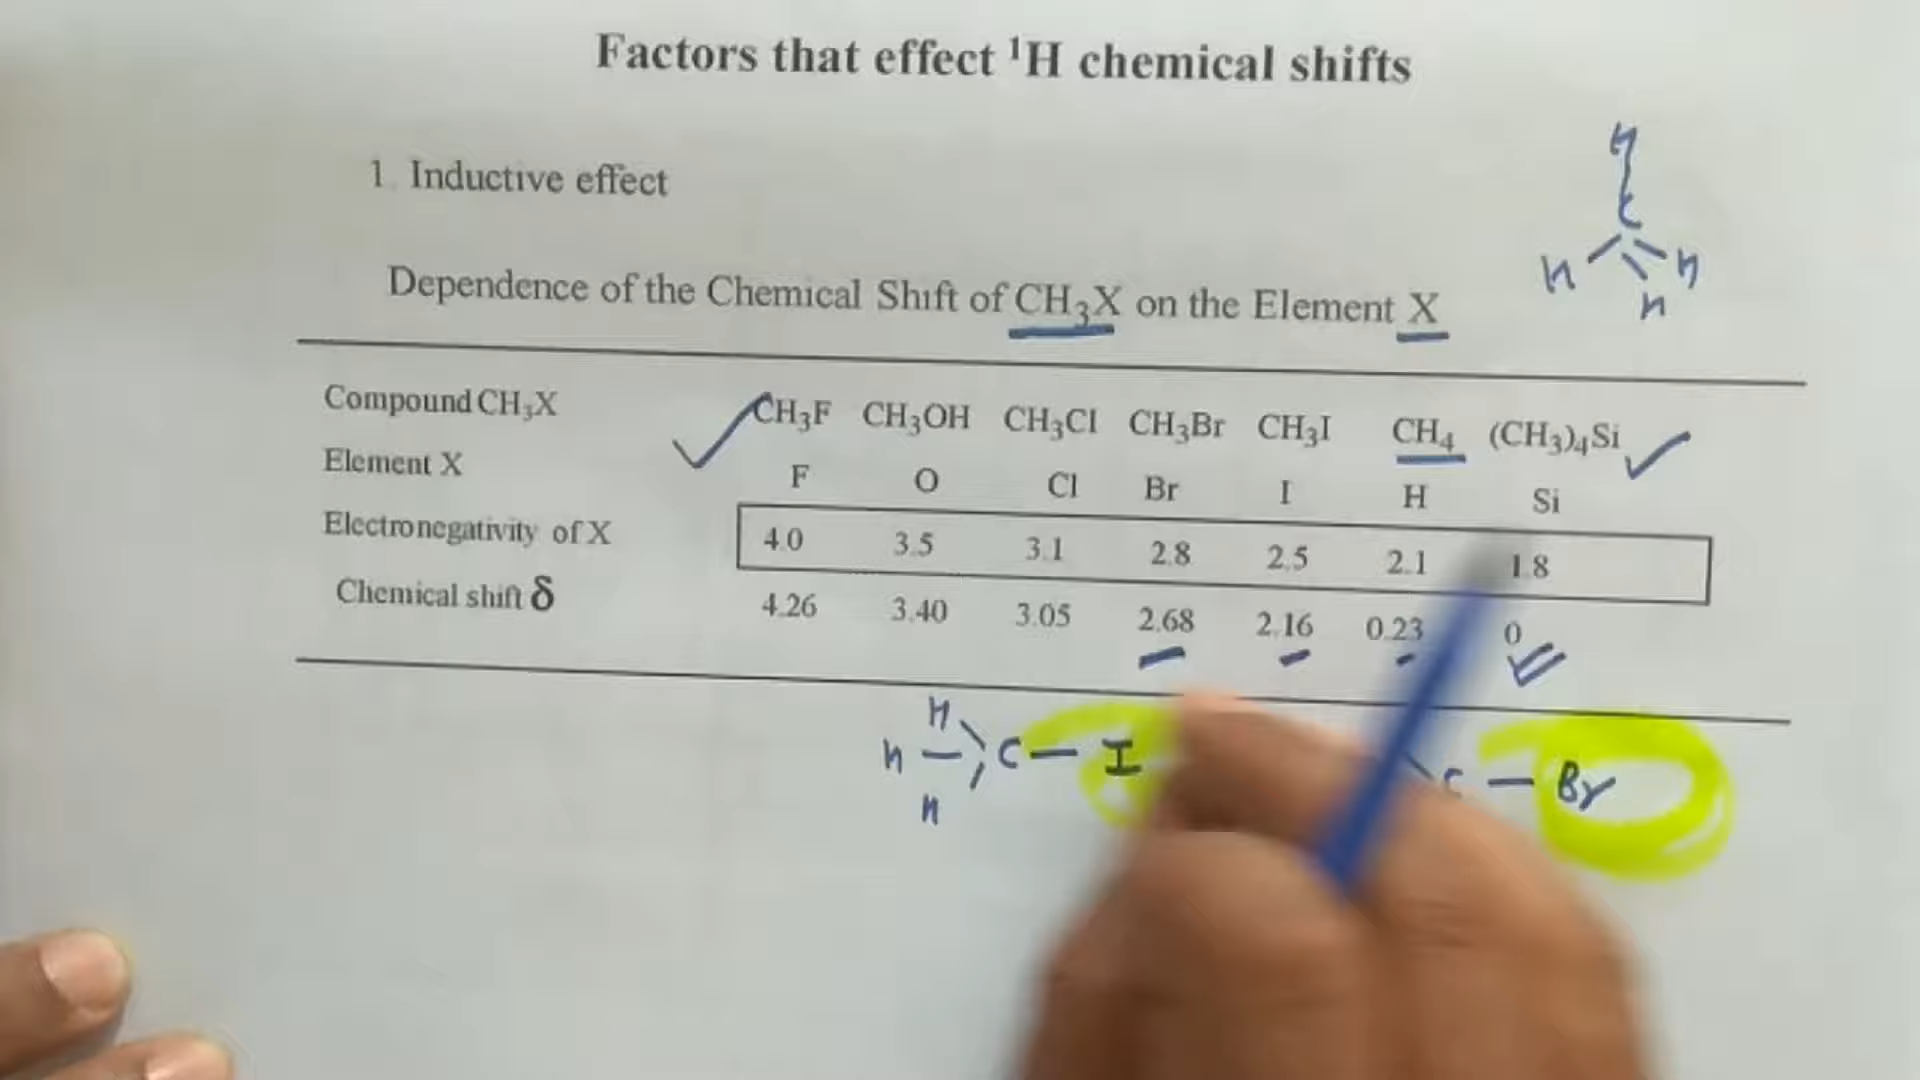 Factors that effect ¹H chemical shifts
1. Inductive effect
Dependence of the Chemical Shift of CH₃X on the Element X
Compound CH₃X CH₃F CH₃OH CH₃Cl CH₃Br CH₃I CH₄ (CH₃)₄Si
Element X F O Cl Br I H Si
Electronegativity of X 4.0 3.5 3.1 2.8 2.5 2.1 1.8
Chemical shift δ 4.26 3.40 3.05 2.68 2.16 0.23 0
H
C
H H
H
H
H C — I
H
C — Br